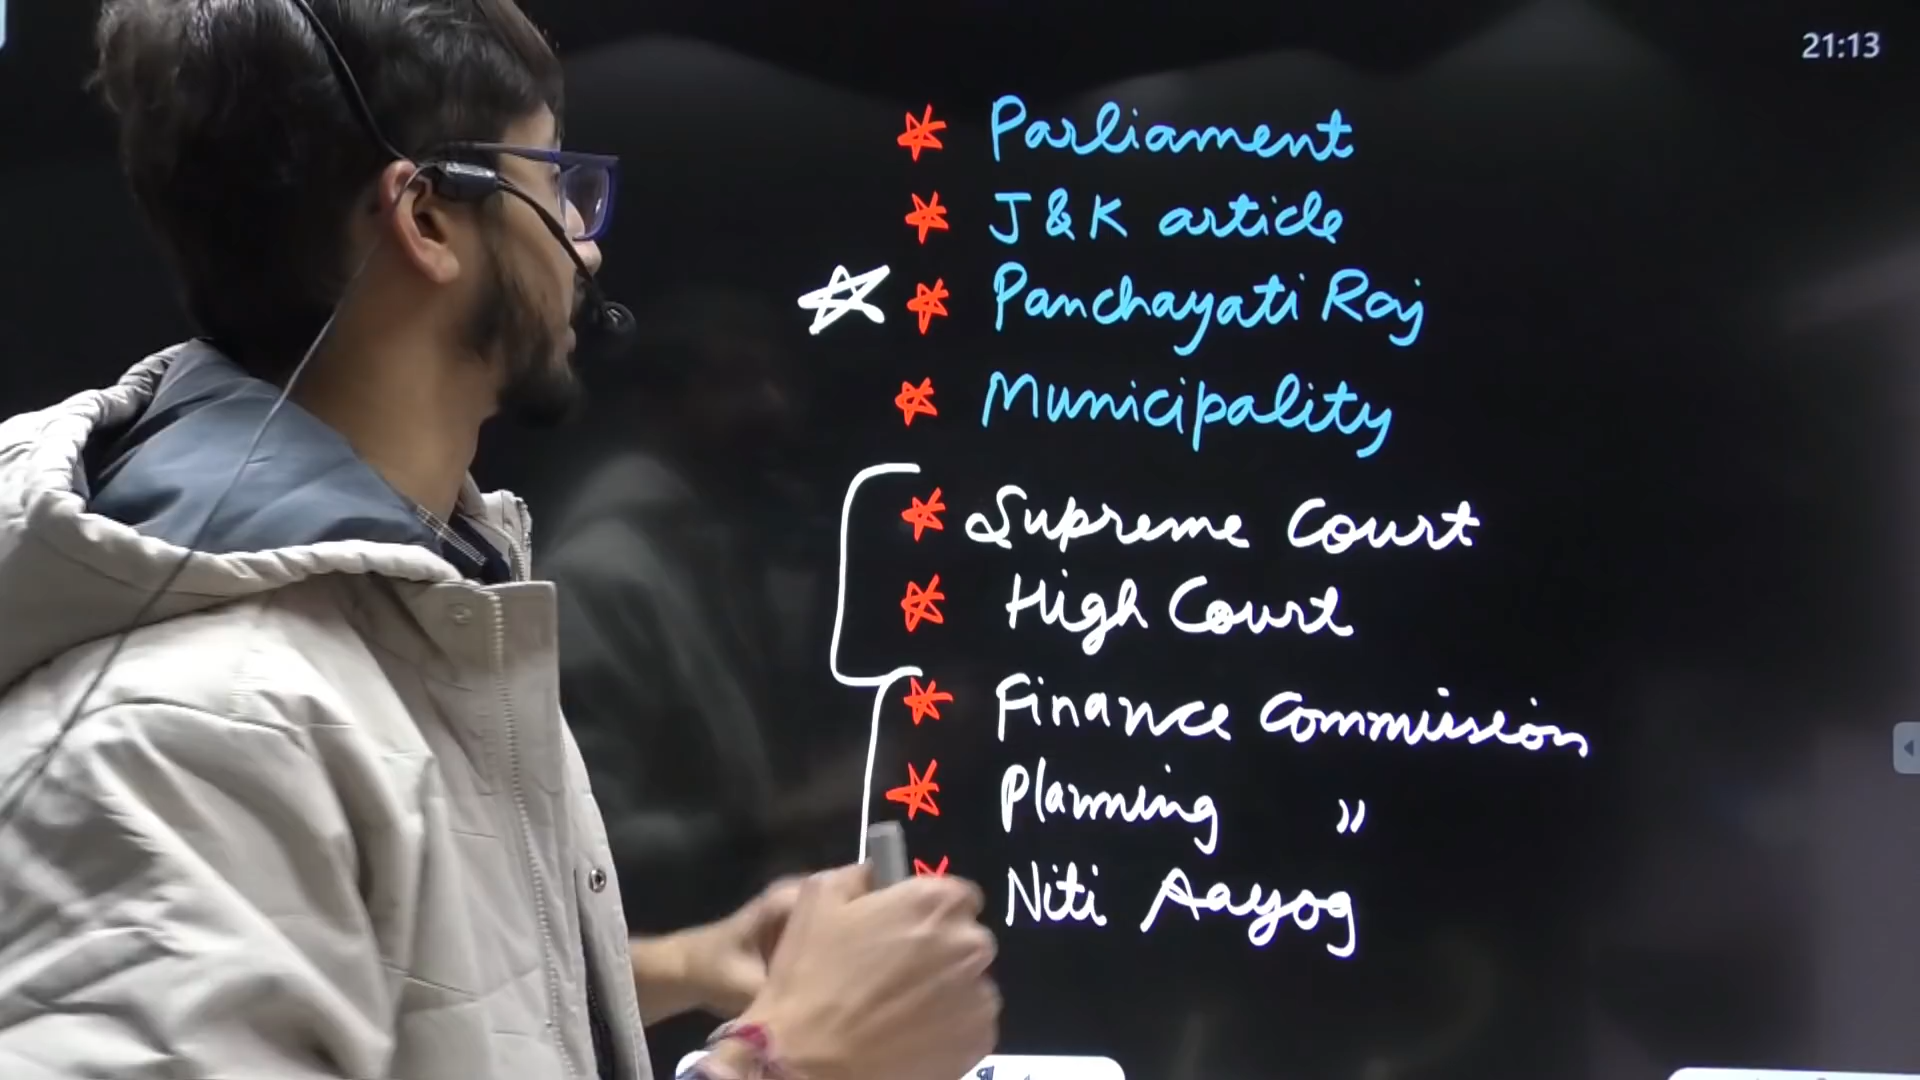 21:13
Parliament
J & K article
Panchayati Raj
Municipality
Supreme Court
High Court
Finance Commission
Planning "
Niti Aayog